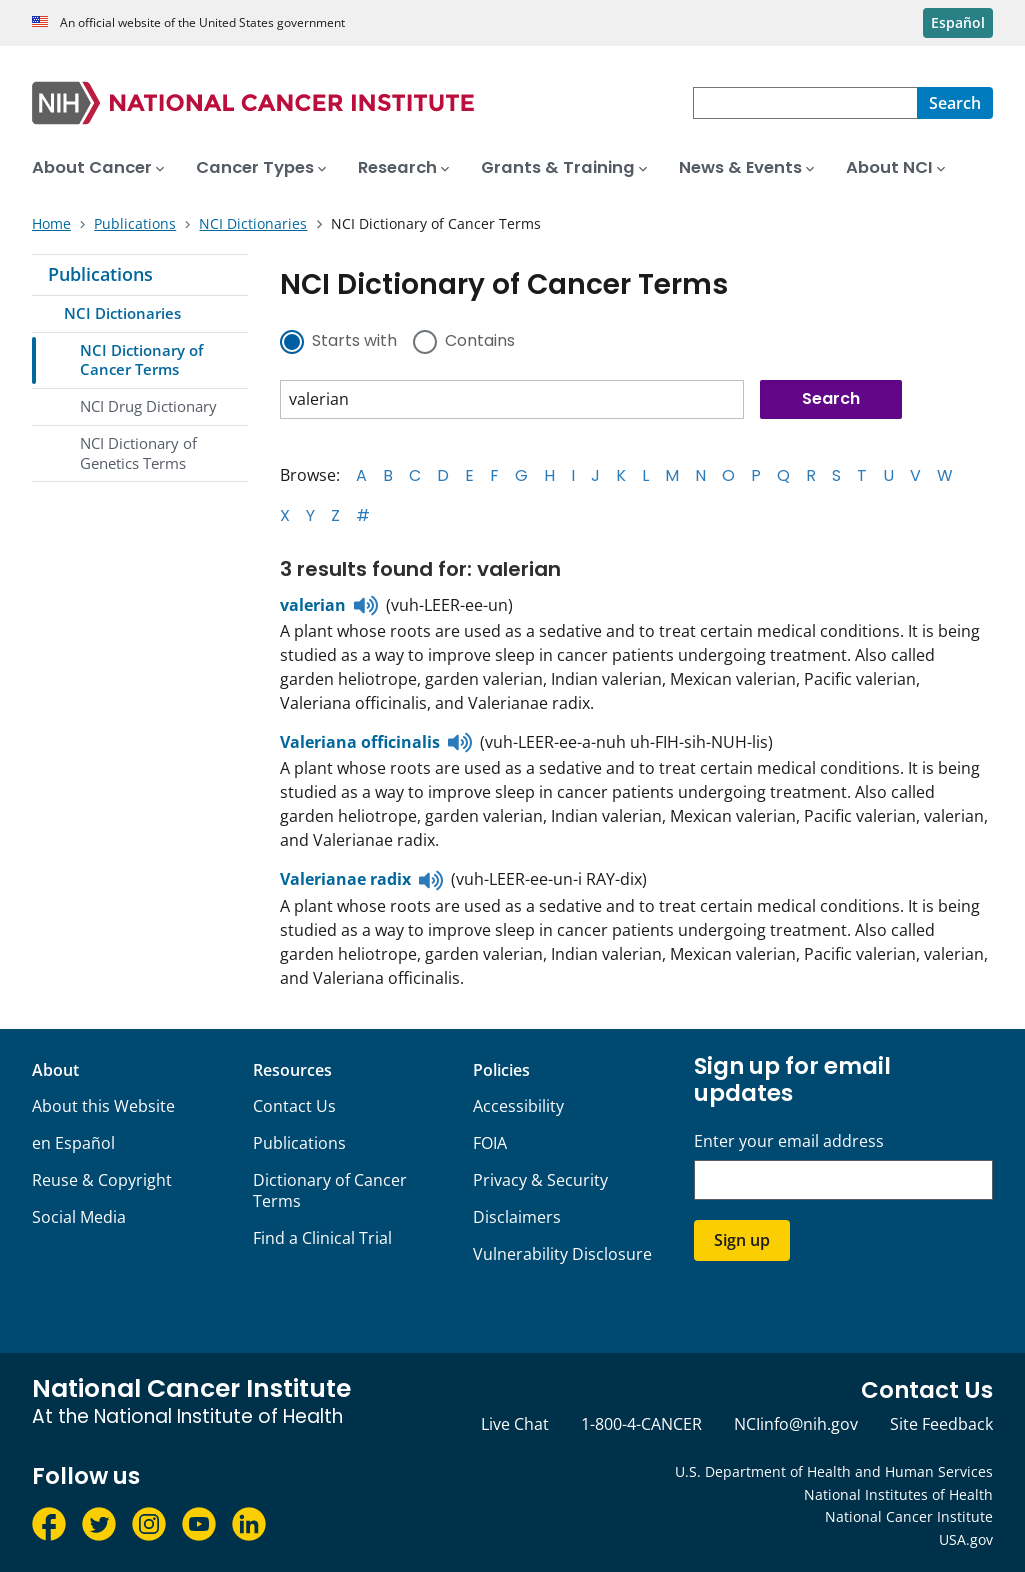 An official website of the United States government
Español
NIH NATIONAL CANCER INSTITUTE
Search
About Cancer Cancer Types Research Grants & Training News & Events About NCI
Home > Publications > NCI Dictionaries > NCI Dictionary of Cancer Terms
Publications
NCI Dictionaries
NCI Dictionary of
Cancer Terms
NCI Drug Dictionary
NCI Dictionary of
Genetics Terms
NCI Dictionary of Cancer Terms
Starts with Contains
valerian Search
Browse: A B C D E F G H I J K L M N O P Q R S T U V W
X Y Z #
3 results found for: valerian
valerian (vuh-LEER-ee-un)
A plant whose roots are used as a sedative and to treat certain medical conditions. It is being
studied as a way to improve sleep in cancer patients undergoing treatment. Also called
garden heliotrope, garden valerian, Indian valerian, Mexican valerian, Pacific valerian,
Valeriana officinalis, and Valerianae radix.
Valeriana officinalis (vuh-LEER-ee-a-nuh uh-FIH-sih-NUH-lis)
A plant whose roots are used as a sedative and to treat certain medical conditions. It is being
studied as a way to improve sleep in cancer patients undergoing treatment. Also called
garden heliotrope, garden valerian, Indian valerian, Mexican valerian, Pacific valerian, valerian,
and Valerianae radix.
Valerianae radix (vuh-LEER-ee-un-i RAY-dix)
A plant whose roots are used as a sedative and to treat certain medical conditions. It is being
studied as a way to improve sleep in cancer patients undergoing treatment. Also called
garden heliotrope, garden valerian, Indian valerian, Mexican valerian, Pacific valerian, valerian,
and Valeriana officinalis.
About
About this Website
en Español
Reuse & Copyright
Social Media
Resources
Contact Us
Publications
Dictionary of Cancer
Terms
Find a Clinical Trial
Policies
Accessibility
FOIA
Privacy & Security
Disclaimers
Vulnerability Disclosure
Sign up for email
updates
Enter your email address
Sign up
National Cancer Institute
At the National Institute of Health
Follow us
Contact Us
Live Chat 1-800-4-CANCER NCIinfo@nih.gov Site Feedback
U.S. Department of Health and Human Services
National Institutes of Health
National Cancer Institute
USA.gov